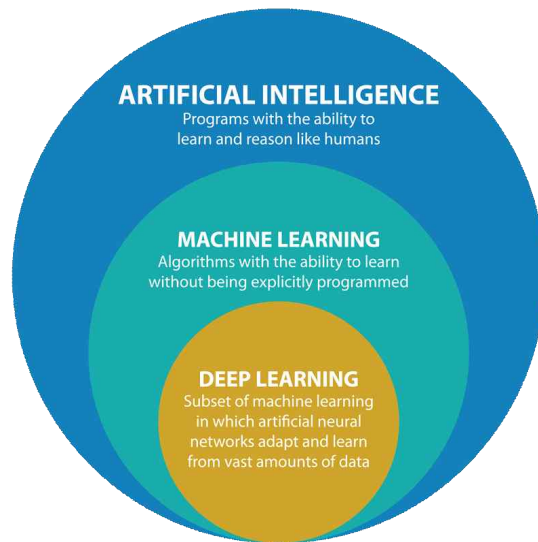 ARTIFICIAL INTELLIGENCE
Programs with the ability to
learn and reason like humans
MACHINE LEARNING
Algorithms with the ability to learn
without being explicitly programmed
DEEP LEARNING
Subset of machine learning
in which artificial neural
networks adapt and learn
from vast amounts of data